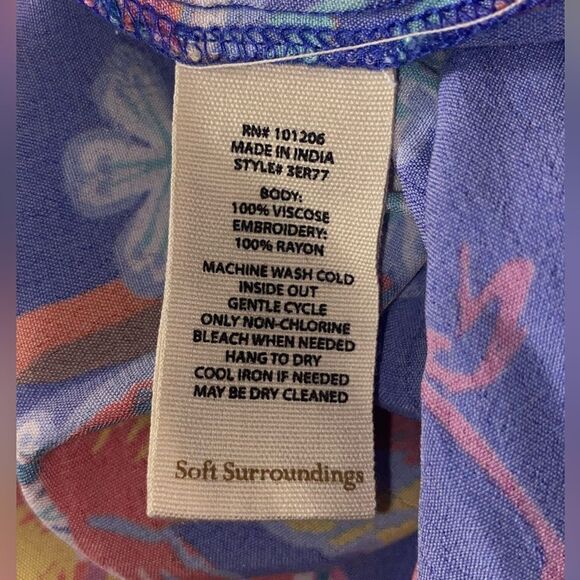 RN# 101206
MADE IN INDIA
STYLE# 3ER77
BODY:
100% VISCOSE
EMBROIDERY:
100% RAYON
MACHINE WASH COLD
INSIDE OUT
GENTLE CYCLE
ONLY NON-CHLORINE
BLEACH WHEN NEEDED
HANG TO DRY
COOL IRON IF NEEDED
MAY BE DRY CLEANED
Soft Surroundings